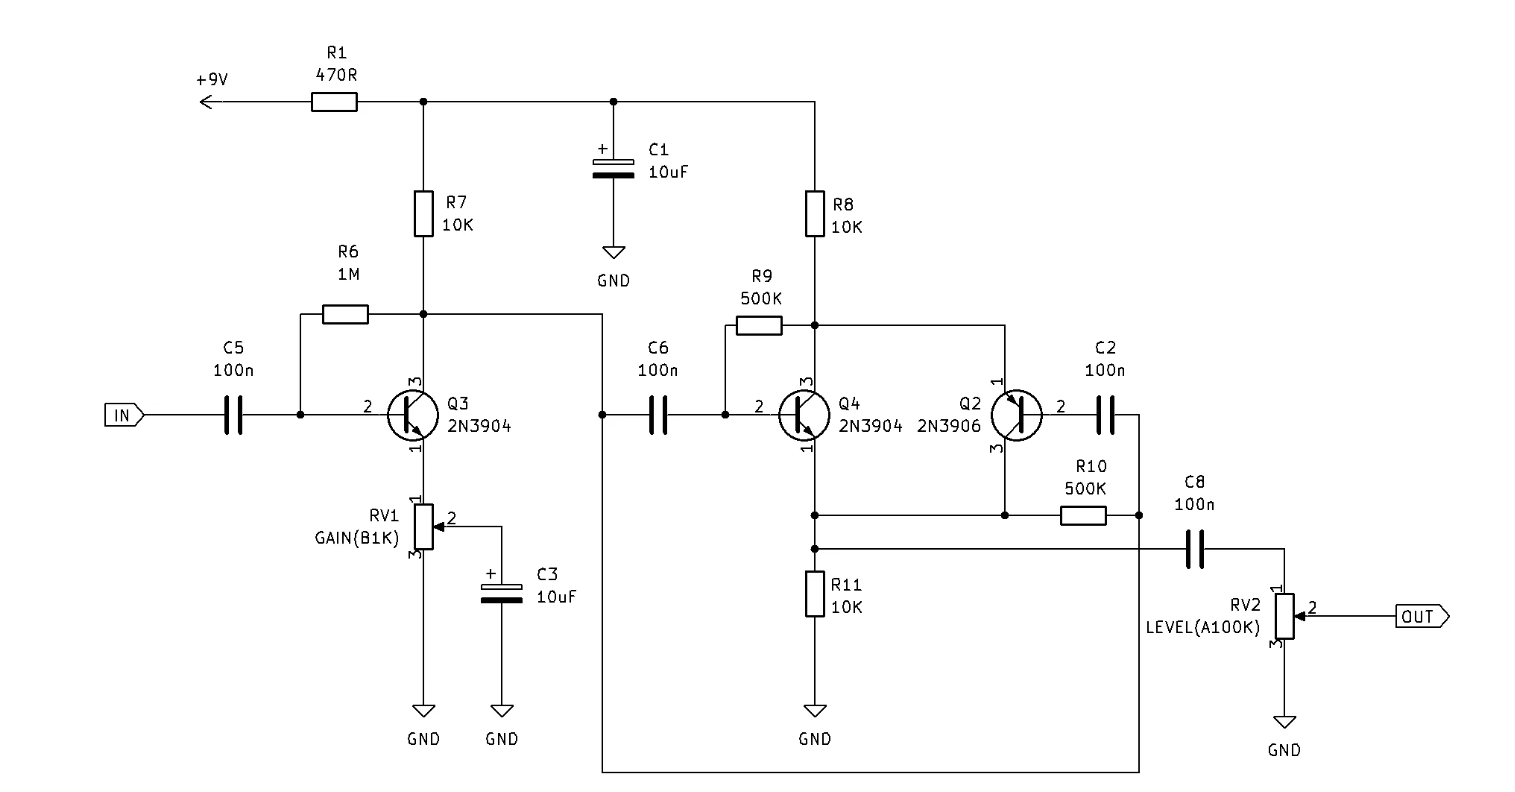 R1
470R
+9V
C1
10uF
R7
10K
R8
10K
R6
1M
GND
R9
500K
C5
100n
C6
100n
C2
100n
3
3
1
IN
2
Q3
2N3904
2
Q4
2N3904
Q2
2N3906
2
1
1
3
R10
500K
C8
100n
1
RV1
GAIN(B1K)
2
3
+
C3
10uF
+
R11
10K
1
RV2
LEVEL(A100K)
2
3
OUT
GND
GND
GND
GND